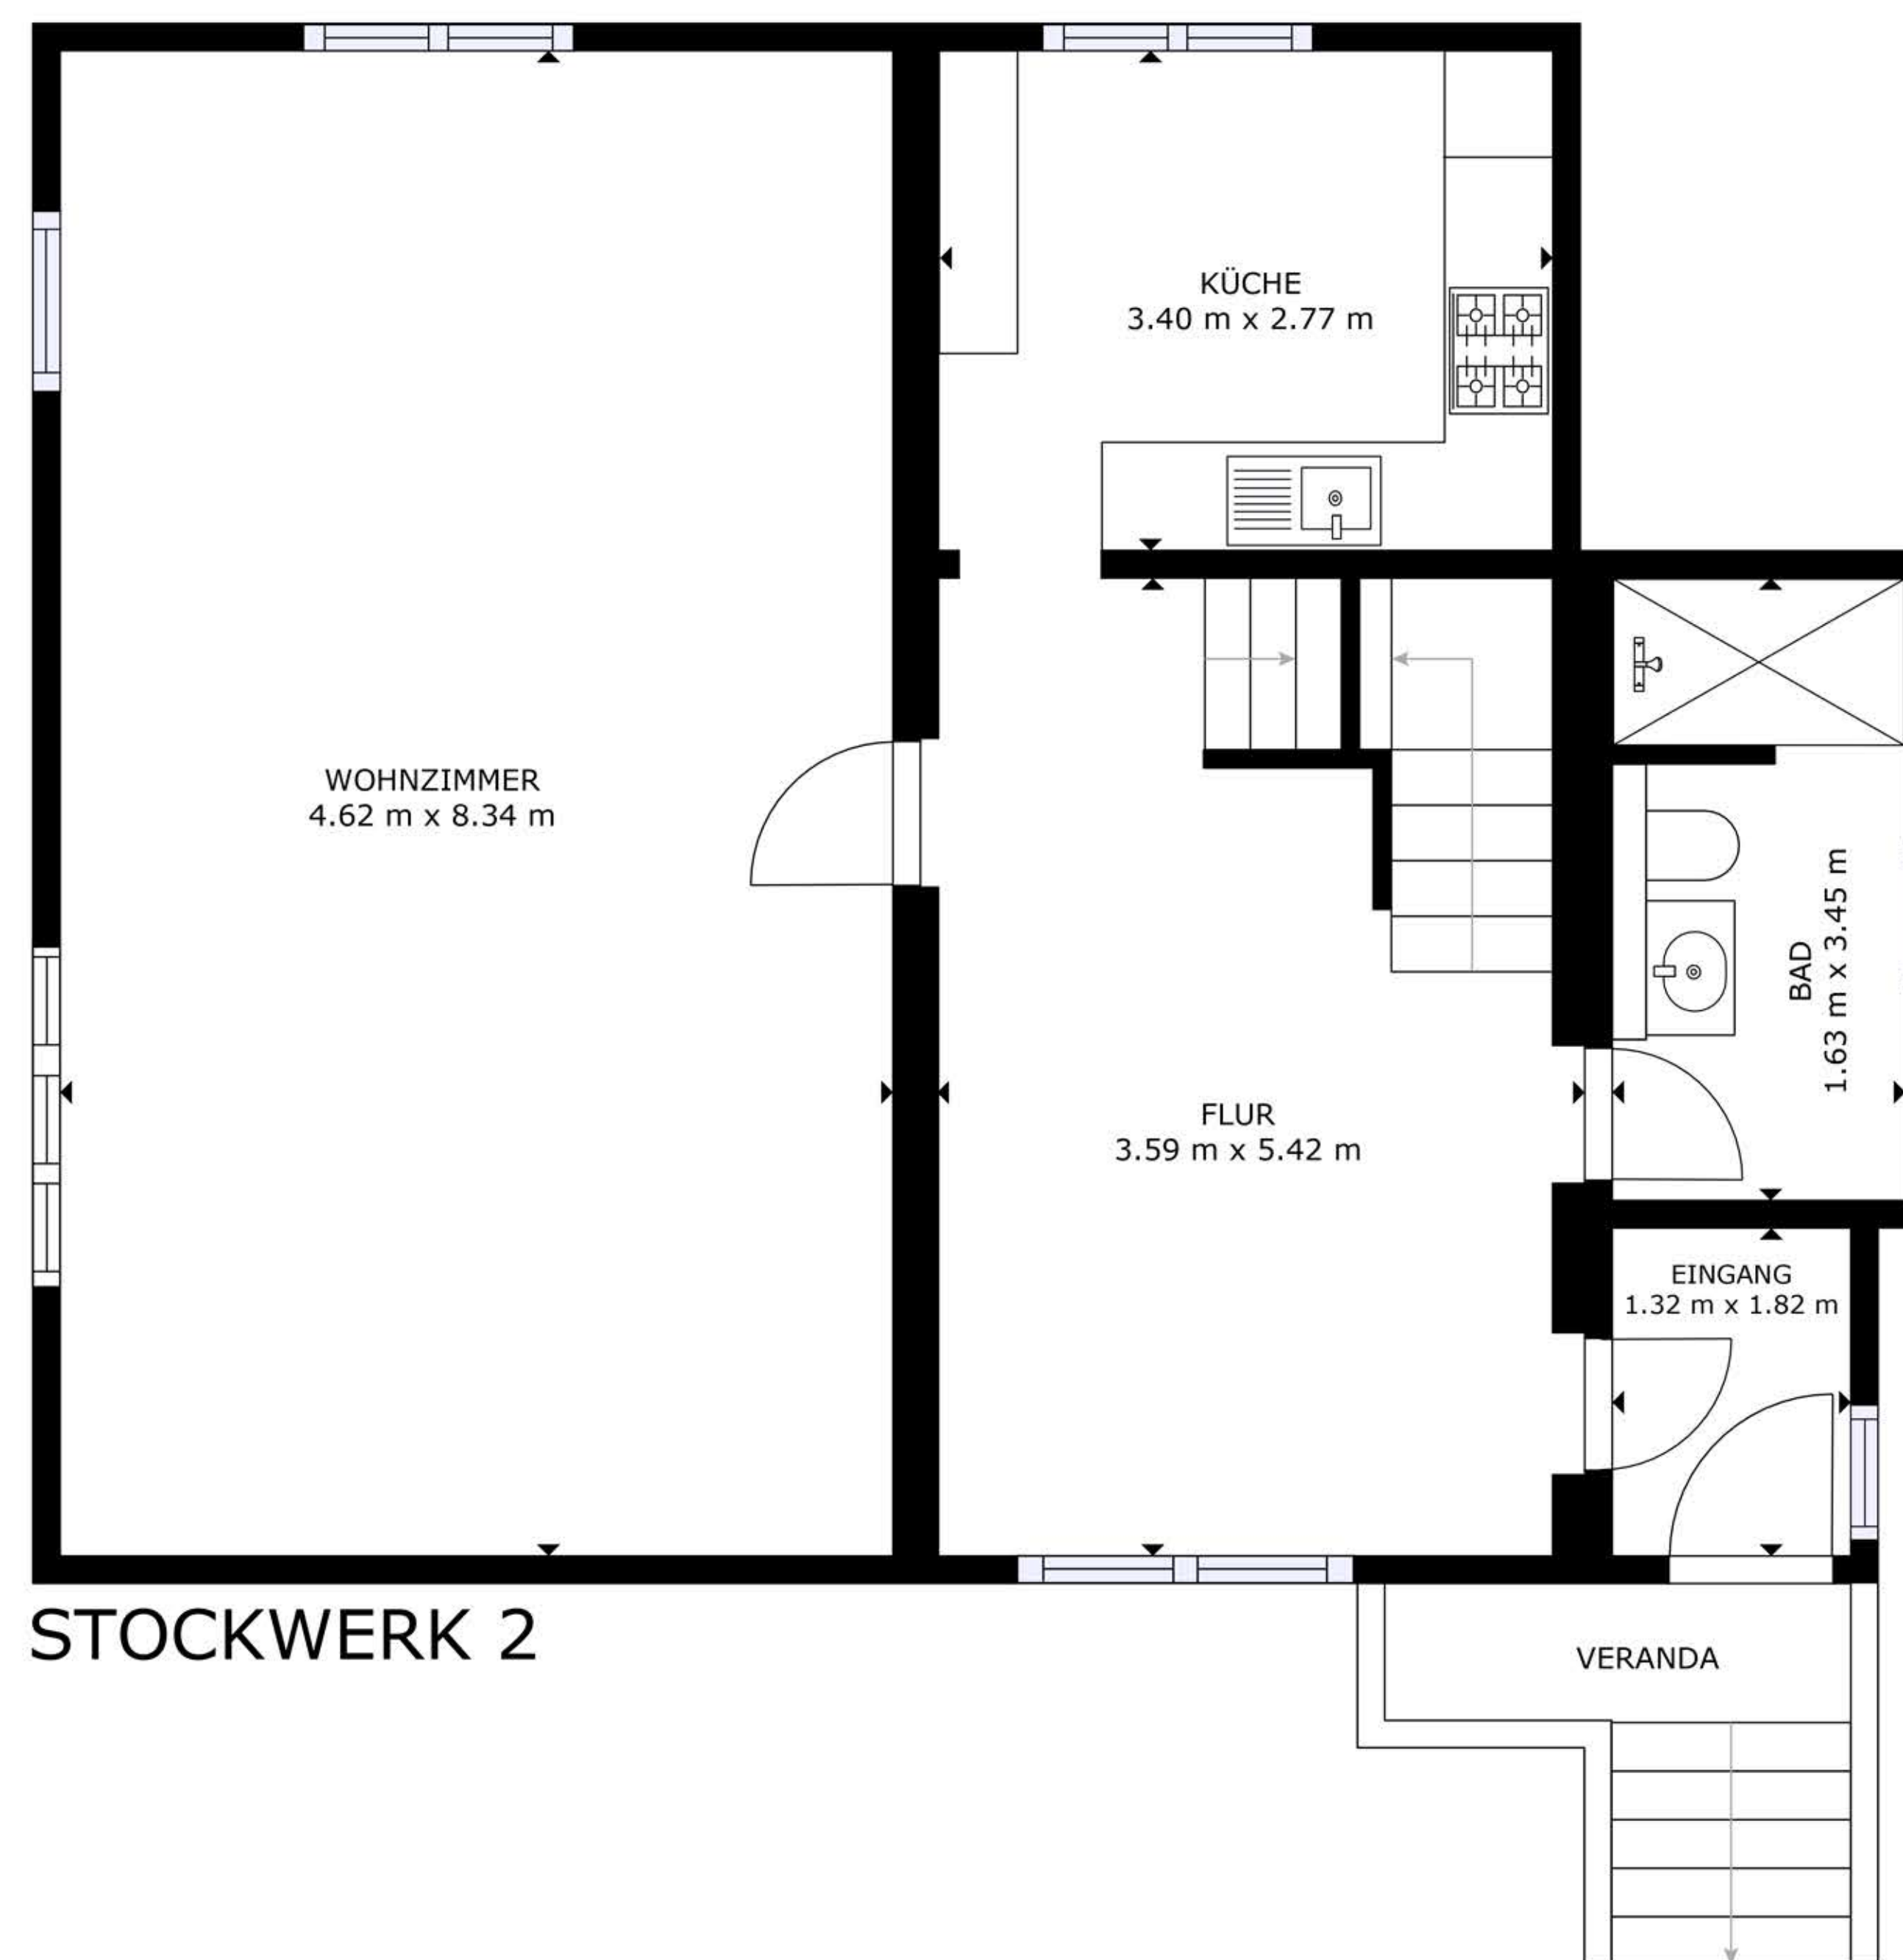 KÜCHE
3.40 m x 2.77 m
WOHNZIMMER
4.62 m x 8.34 m
BAD
1.63 m x 3.45 m
FLUR
3.59 m x 5.42 m
EINGANG
1.32 m x 1.82 m
STOCKWERK 2
VERANDA